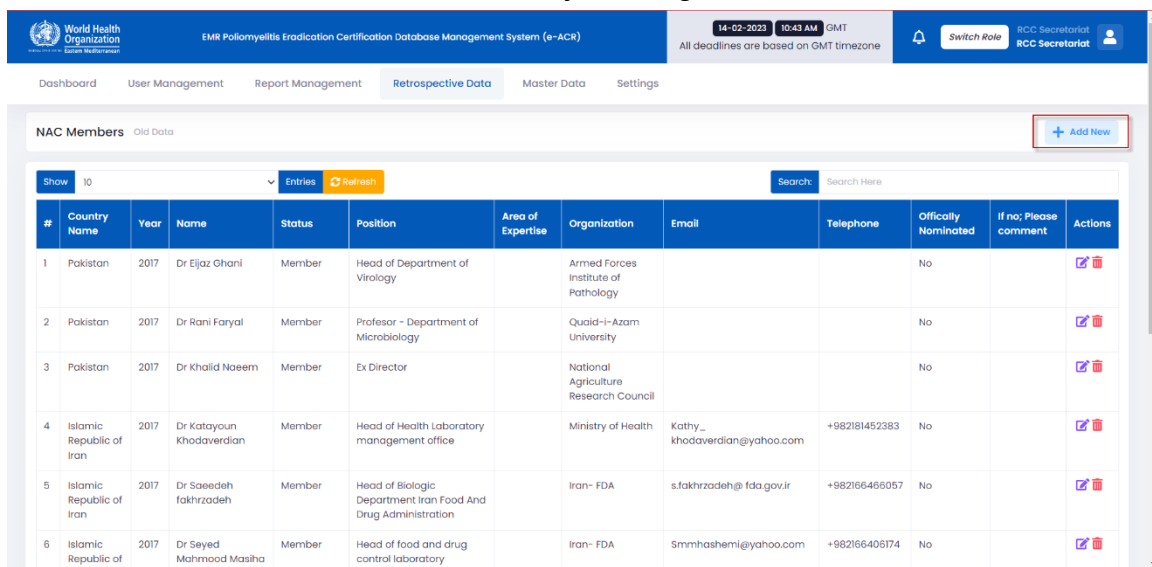 World Health
Organization
Eastern Mediterranean
EMR Poliomyelitis Eradication Certification Database Management System (e-ACR)
14-02-2023 10:43 AM GMT
All deadlines are based on GMT timezone
Switch Role
RCC Secretariat
RCC Secretariat
Dashboard User Management Report Management Retrospective Data Master Data Settings
NAC Members Old Data
+ Add New
Show 10 Entries Refresh Search: Search Here
# Country Name Year Name Status Position Area of Expertise Organization Email Telephone Offically Nominated If no; Please comment Actions
1 Pakistan 2017 Dr Eijaz Ghani Member Head of Department of Virology Armed Forces Institute of Pathology No
2 Pakistan 2017 Dr Rani Faryal Member Profesor - Department of Microbiology Quaid-i-Azam University No
3 Pakistan 2017 Dr Khalid Naeem Member Ex Director National Agriculture Research Council No
4 Islamic Republic of Iran 2017 Dr Katayoun Khodaverdian Member Head of Health Laboratory management office Ministry of Health Kathy_ khodaverdian@yahoo.com +982181452383 No
5 Islamic Republic of Iran 2017 Dr Saeedeh fakhrzadeh Member Head of Biologic Department Iran Food And Drug Administration Iran- FDA s.fakhrzadeh@ fda.gov.ir +982166466057 No
6 Islamic Republic of 2017 Dr Seyed Mahmood Masiha Member Head of food and drug control laboratory Iran- FDA Smmhashemi@yahoo.com +982166406174 No